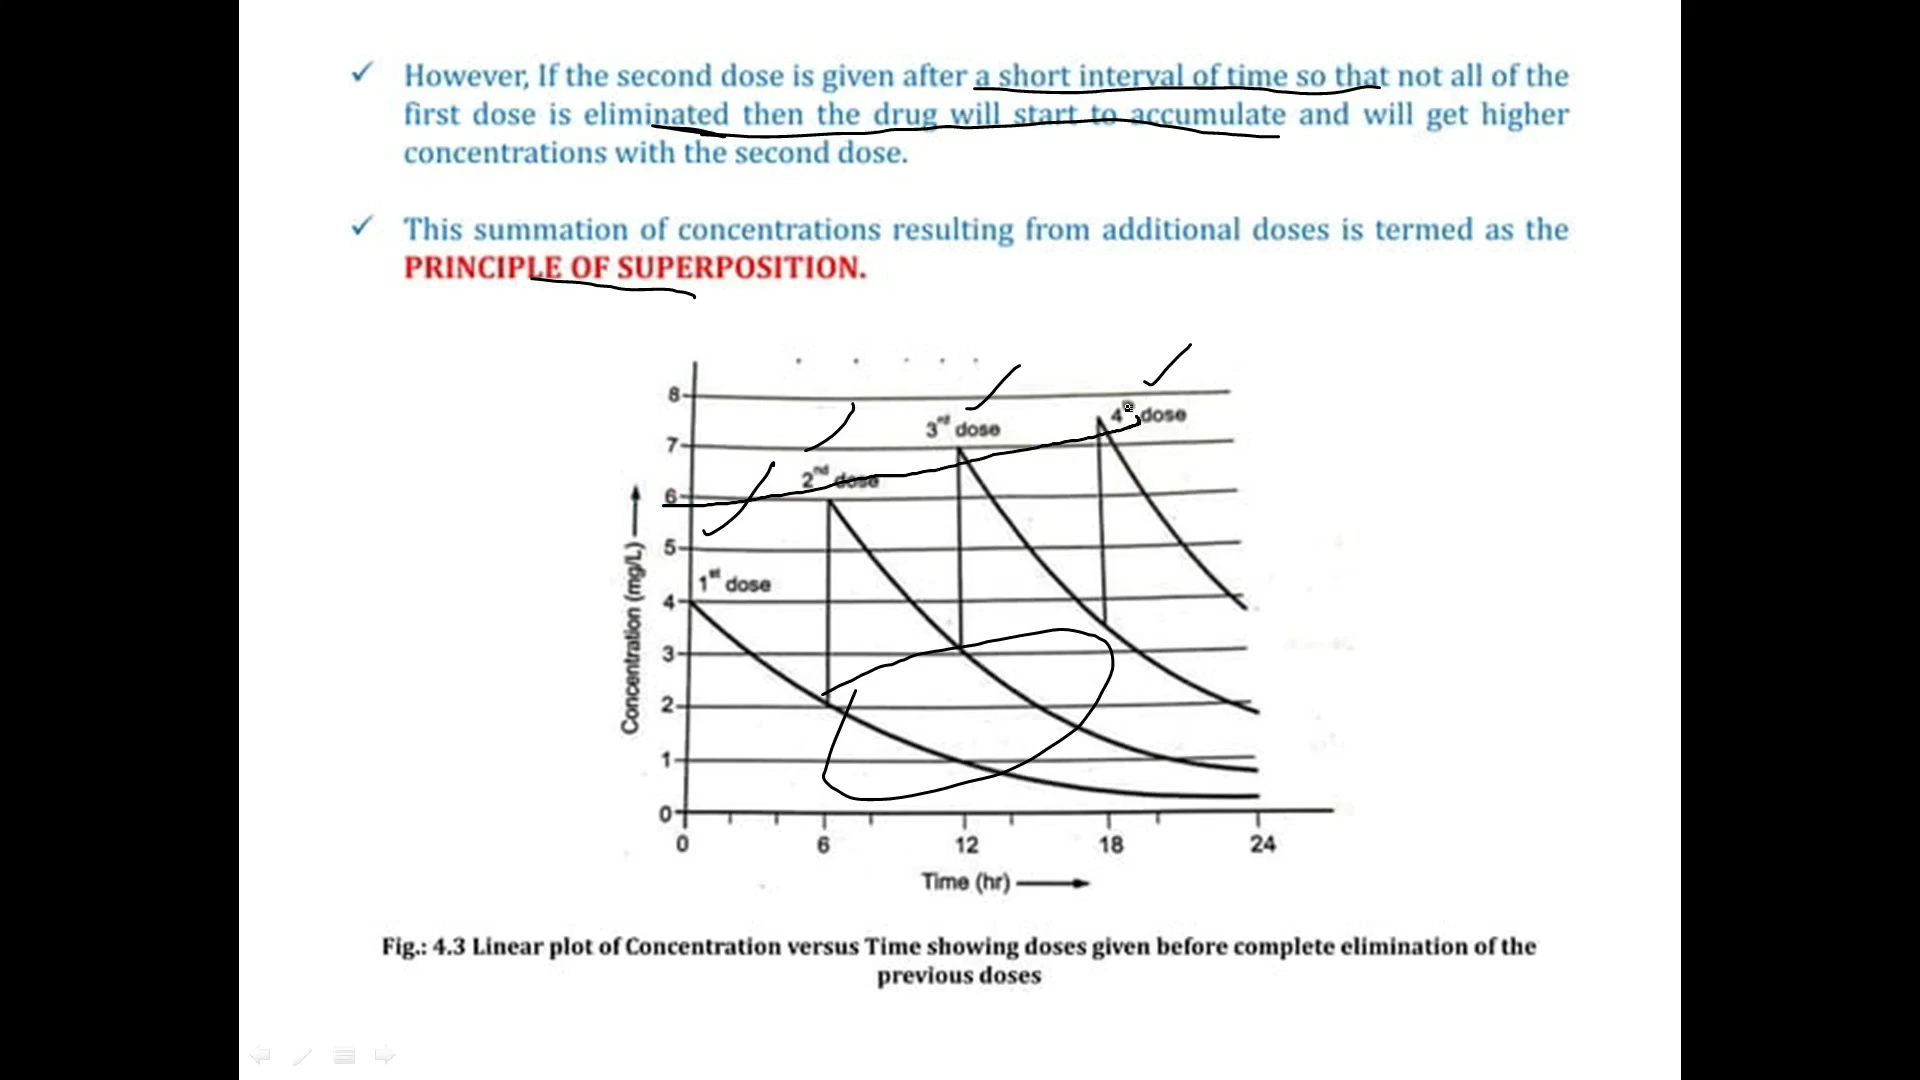 ✓ However, If the second dose is given after a short interval of time so that not all of the
first dose is eliminated then the drug will start to accumulate and will get higher
concentrations with the second dose.
✓ This summation of concentrations resulting from additional doses is termed as the
PRINCIPLE OF SUPERPOSITION.
8
4th dose
3rd dose
7
2nd dose
6
5
1st dose
4
3
2
1
0
Concentration (mg/L)
0 6 12 18 24
Time (hr)
Fig.: 4.3 Linear plot of Concentration versus Time showing doses given before complete elimination of the
previous doses